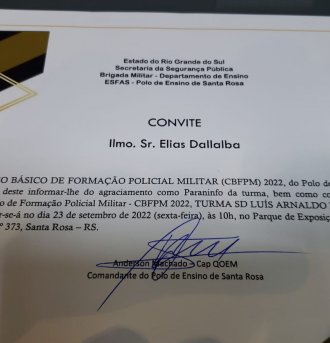 Estado do Rio Grande do Sul
Secretaria da Segurança Pública
Brigada Militar - Departamento de Ensino
ESFAS - Polo de Ensino de Santa Rosa
CONVITE
Ilmo. Sr. Elias Dallalba
O BÁSICO DE FORMAÇÃO POLICIAL MILITAR (CBFPM) 2022, do Polo de
deste informar-lhe do agraciamento como Paraninfo da turma, bem como co
o de Formação Policial Militar - CBFPM 2022, TURMA SD LUÍS ARNALDO
ar-se-á no dia 23 de setembro de 2022 (sexta-feira), às 10h, no Parque de Exposiç
º 373, Santa Rosa – RS.
Anderson Machado – Cap QOEM
Comandante do Polo de Ensino de Santa Rosa